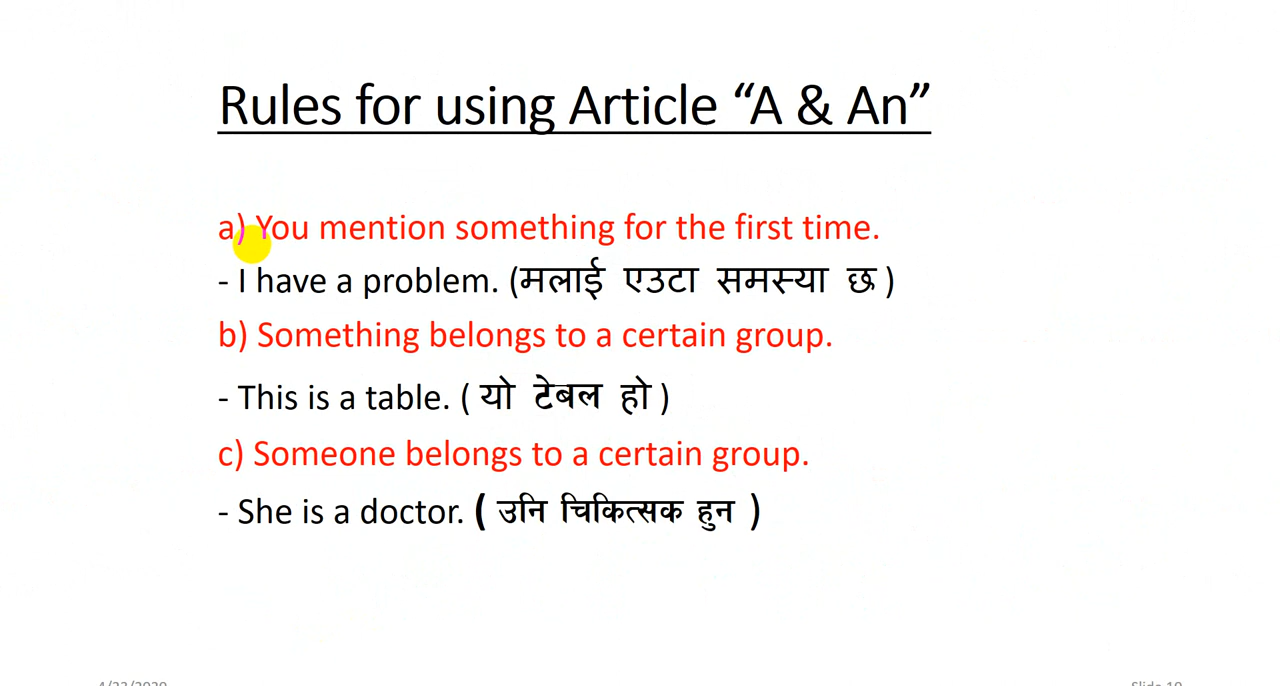 Rules for using Article “A & An”
a) You mention something for the first time.
- I have a problem. (मलाई एउटा समस्या छ )
b) Something belongs to a certain group.
- This is a table. ( यो टेबल हो )
c) Someone belongs to a certain group.
- She is a doctor. ( उनि चिकित्सक हुन )